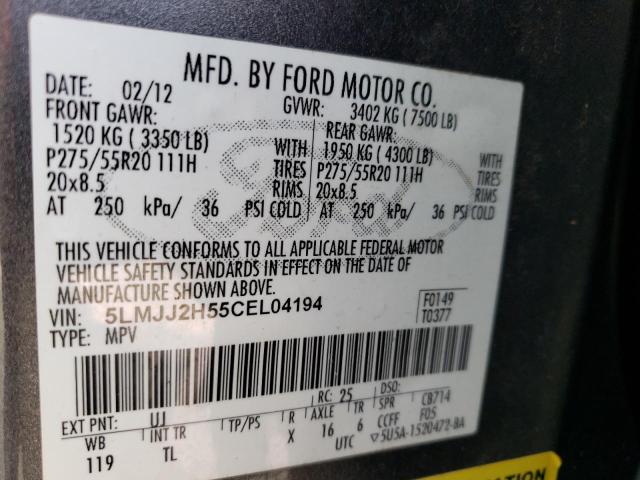 MFD. BY FORD MOTOR CO.
DATE: 02/12 GVWR: 3402 KG ( 7500 LB)
FRONT GAWR: REAR GAWR:
1520 KG ( 3350 LB) WITH 1950 KG ( 4300 LB) WITH
P275/55R20 111H TIRES P275/55R20 111H TIRES
20x8.5 RIMS 20x8.5 RIMS
AT 250 kPa/ 36 PSI COLD AT 250 kPa/ 36 PSI COLD
Ford
THIS VEHICLE CONFORMS TO ALL APPLICABLE FEDERAL MOTOR
VEHICLE SAFETY STANDARDS IN EFFECT ON THE DATE OF
MANUFACTURE SHOWN ABOVE.
VIN: 5LMJJ2H55CEL04194 F0149
TYPE: MPV T0377
RC: 25 DSO:
EXT PNT: UJ R AXLE TR SPR CB714
WB INT TR TP/PS X 16 6 CCFF F05
119 TL UTC ▽5U5A-1520472-BA